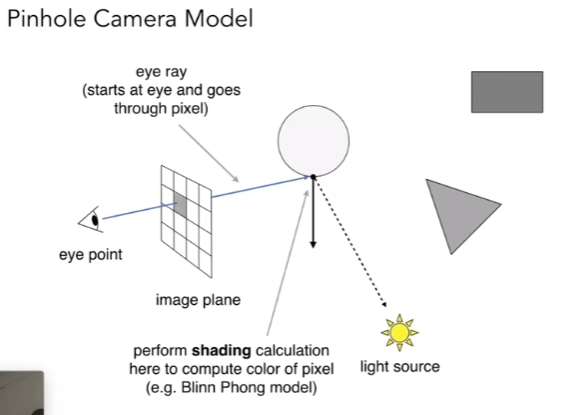 Pinhole Camera Model
eye ray
(starts at eye and goes
through pixel)
eye point
image plane
perform shading calculation
here to compute color of pixel
(e.g. Blinn Phong model)
light source